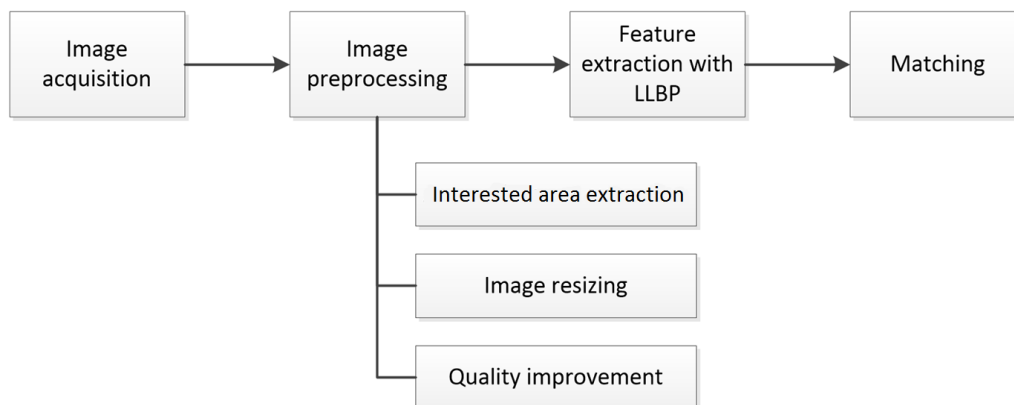 Image
acquisition
Image
preprocessing
Feature
extraction with
LLBP
Matching
Interested area extraction
Image resizing
Quality improvement